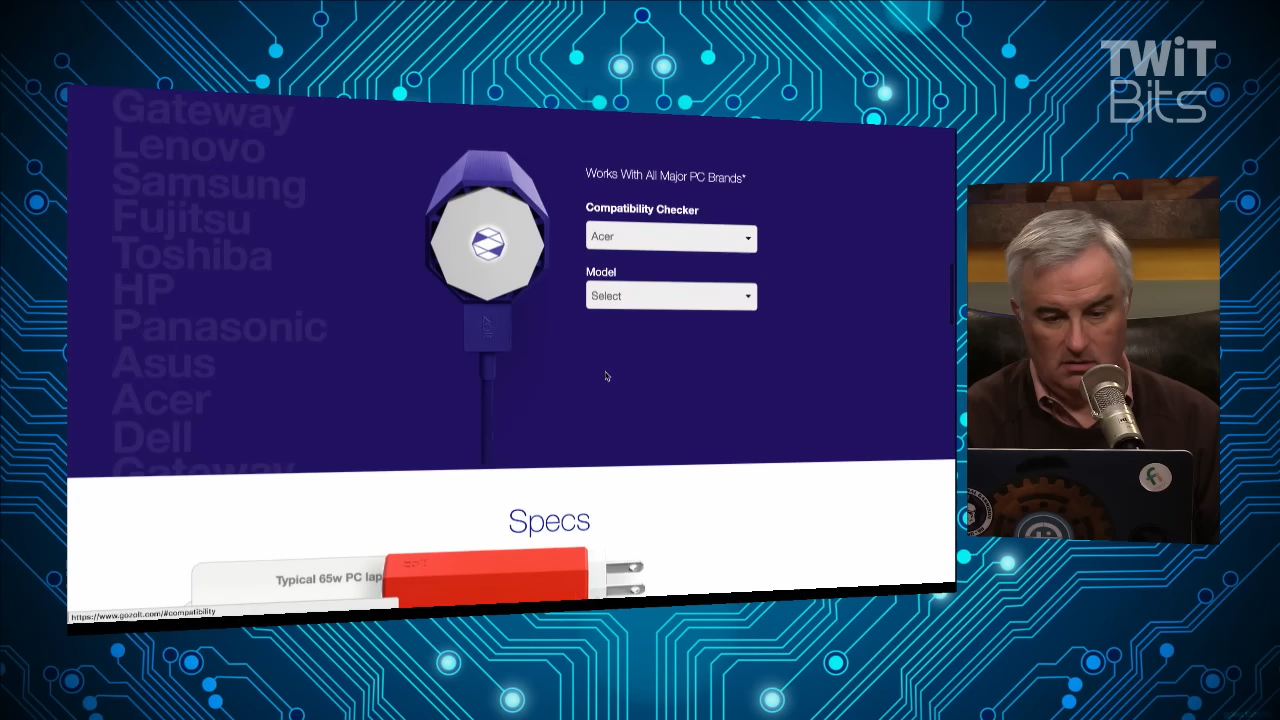 TWiT
Bits
Gateway
Lenovo
Samsung
Fujitsu
Toshiba
HP
Panasonic
Asus
Acer
Dell
Gateway
Works With All Major PC Brands*
Compatibility Checker
Acer
Model
Select
Specs
Typical 65w PC lap
https://www.gozolt.com/#compatibility